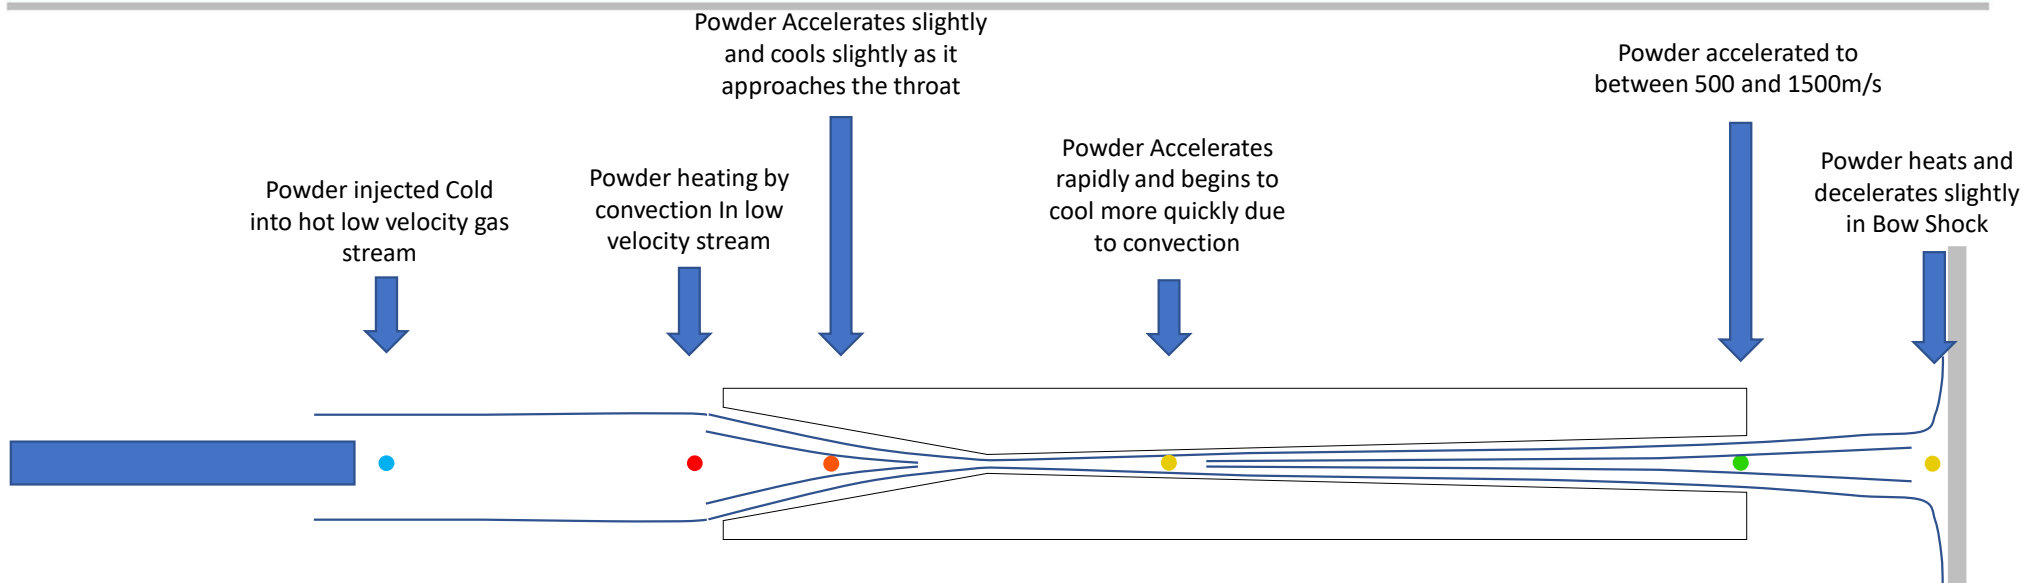 Powder injected Cold
into hot low velocity gas
stream
Powder heating by
convection In low
velocity stream
Powder Accelerates slightly
and cools slightly as it
approaches the throat
Powder Accelerates
rapidly and begins to
cool more quickly due
to convection
Powder accelerated to
between 500 and 1500m/s
Powder heats and
decelerates slightly
in Bow Shock